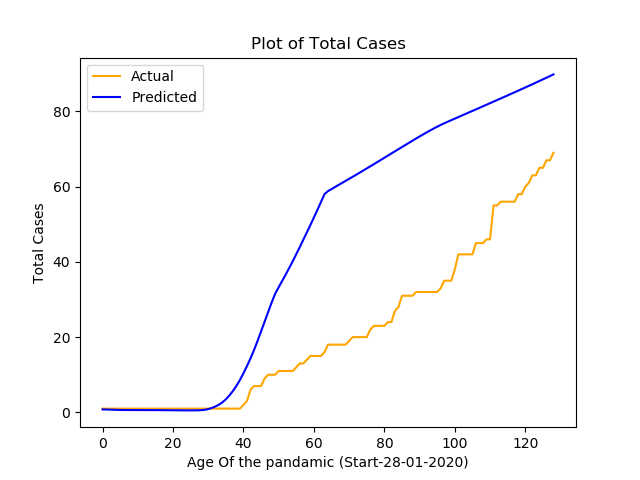 Plot of Total Cases
Actual
Predicted
80
60
40
20
0
Total Cases
0 20 40 60 80 100 120
Age Of the pandamic (Start-28-01-2020)